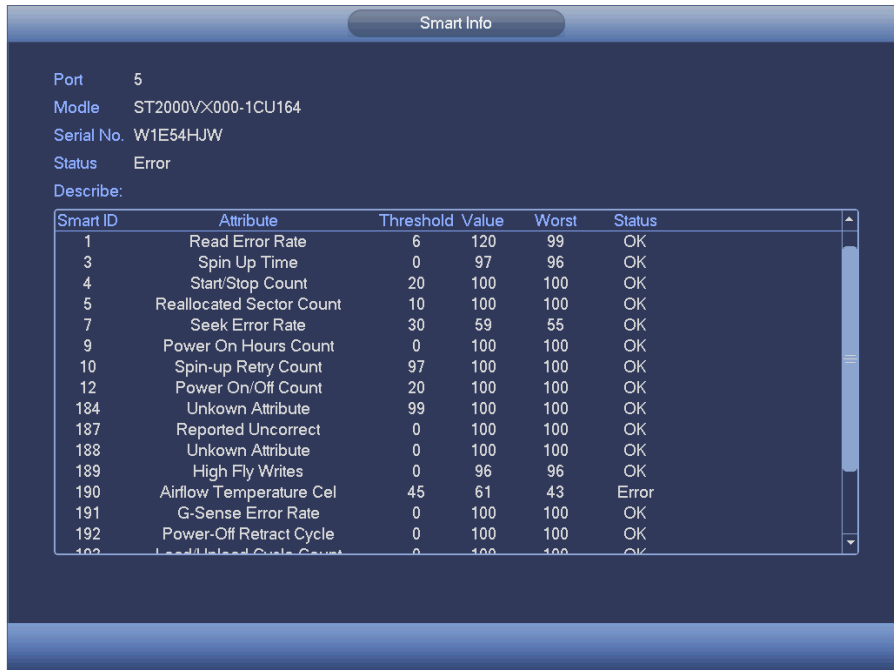 Smart Info
Port 5
Modle ST2000VX000-1CU164
Serial No. W1E54HJW
Status Error
Describe:
Smart ID Attribute Threshold Value Worst Status
1 Read Error Rate 6 120 99 OK
3 Spin Up Time 0 97 96 OK
4 Start/Stop Count 20 100 100 OK
5 Reallocated Sector Count 10 100 100 OK
7 Seek Error Rate 30 59 55 OK
9 Power On Hours Count 0 100 100 OK
10 Spin-up Retry Count 97 100 100 OK
12 Power On/Off Count 20 100 100 OK
184 Unkown Attribute 99 100 100 OK
187 Reported Uncorrect 0 100 100 OK
188 Unkown Attribute 0 100 100 OK
189 High Fly Writes 0 96 96 OK
190 Airflow Temperature Cel 45 61 43 Error
191 G-Sense Error Rate 0 100 100 OK
192 Power-Off Retract Cycle 0 100 100 OK